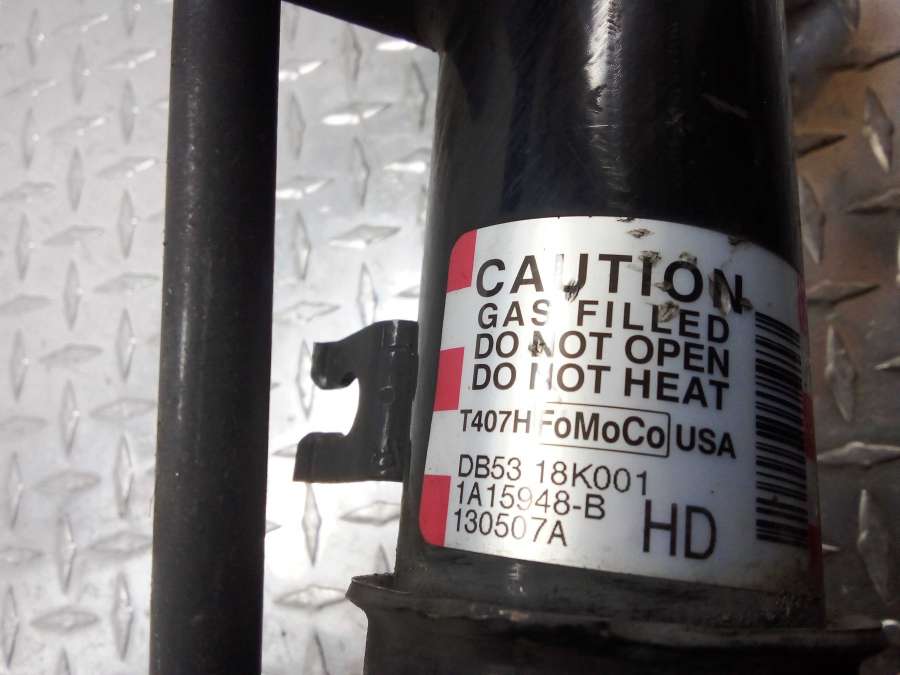 CAUTION
GAS FILLED
DO NOT OPEN
DO NOT HEAT
T407H FoMoCo USA
DB53 18K001
1A15948-B
130507A HD